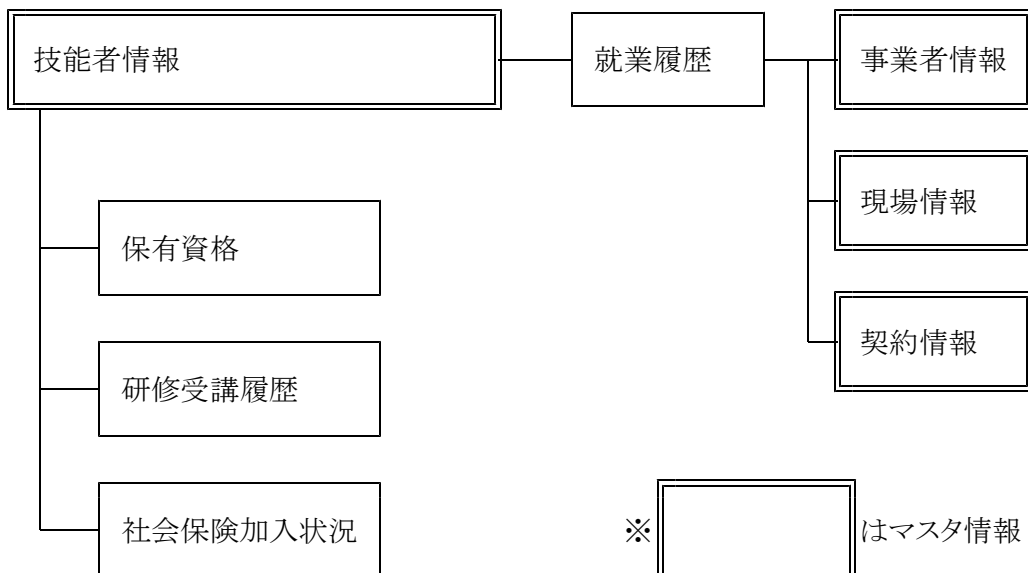 技能者情報
就業履歴
事業者情報
現場情報
契約情報
保有資格
研修受講履歴
社会保険加入状況
※
はマスタ情報